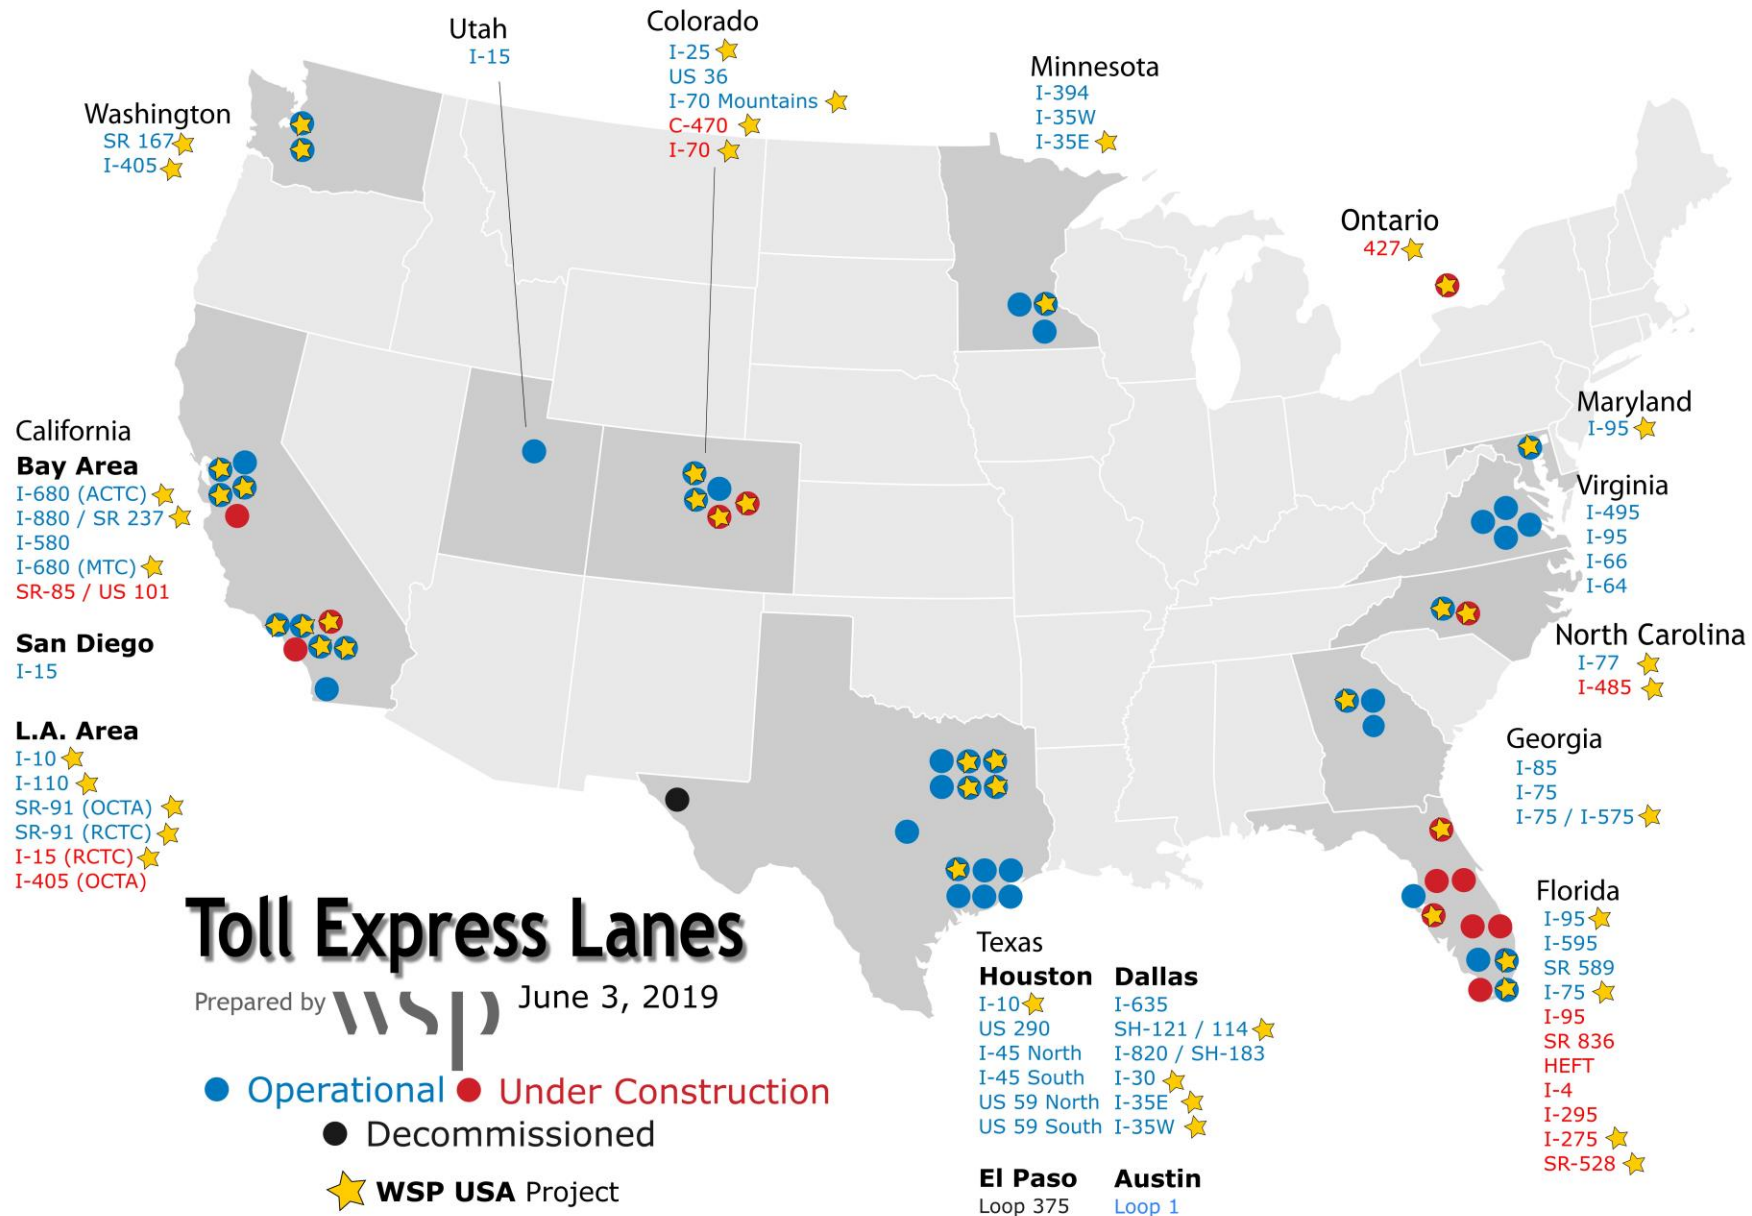 Utah
I-15
Colorado
I-25
US 36
I-70 Mountains
C-470
I-70
Minnesota
I-394
I-35W
I-35E
Washington
SR 167
I-405
Ontario
427
Maryland
I-95
Virginia
I-495
I-95
I-66
I-64
California
Bay Area
I-680 (ACTC)
I-880 / SR 237
I-580
I-680 (MTC)
SR-85 / US 101
San Diego
I-15
L.A. Area
I-10
I-110
SR-91 (OCTA)
SR-91 (RCTC)
I-15 (RCTC)
I-405 (OCTA)
North Carolina
I-77
I-485
Georgia
I-85
I-75
I-75 / I-575
Florida
I-95
I-595
SR 589
I-75
I-95
SR 836
HEFT
I-4
I-295
I-275
SR-528
Texas
Houston
I-10
US 290
I-45 North
I-45 South
US 59 North
US 59 South
Dallas
I-635
SH-121 / 114
I-820 / SH-183
I-30
I-35E
I-35W
El Paso
Loop 375
Austin
Loop 1
Toll Express Lanes
Prepared by wsp June 3, 2019
Operational Under Construction
Decommissioned
WSP USA Project